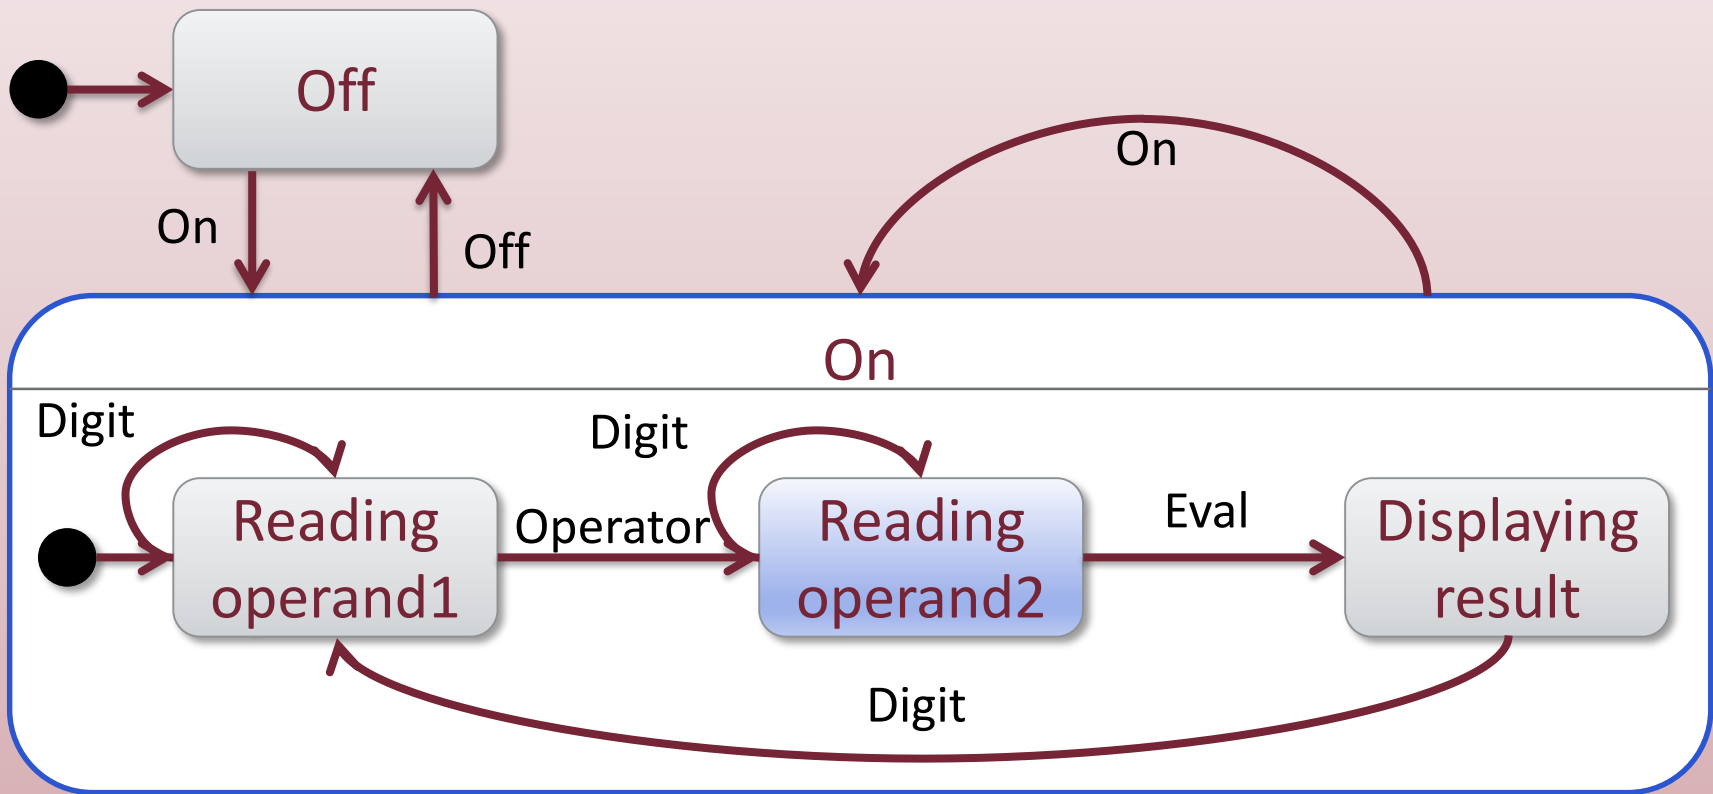 Off
On
On
Off
On
Digit
Digit
Reading
operand1
Operator
Reading
operand2
Eval
Displaying
result
Digit